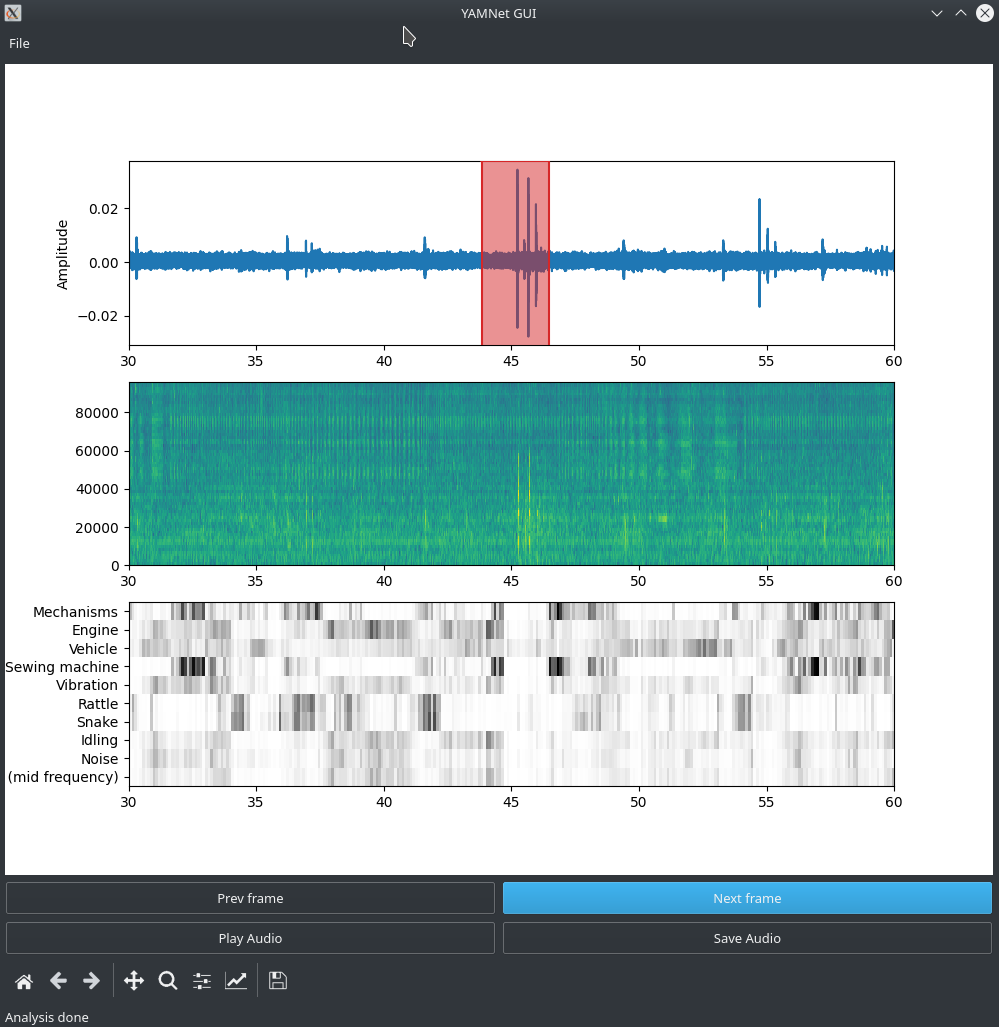 YAMNet GUI
File
Amplitude
0.02
0.00
−0.02
30 35 40 45 50 55 60
80000
60000
40000
20000
0
30 35 40 45 50 55 60
Mechanisms
Engine
Vehicle
Sewing machine
Vibration
Rattle
Snake
Idling
Noise
(mid frequency)
30 35 40 45 50 55 60
Prev frame Next frame
Play Audio Save Audio
Analysis done